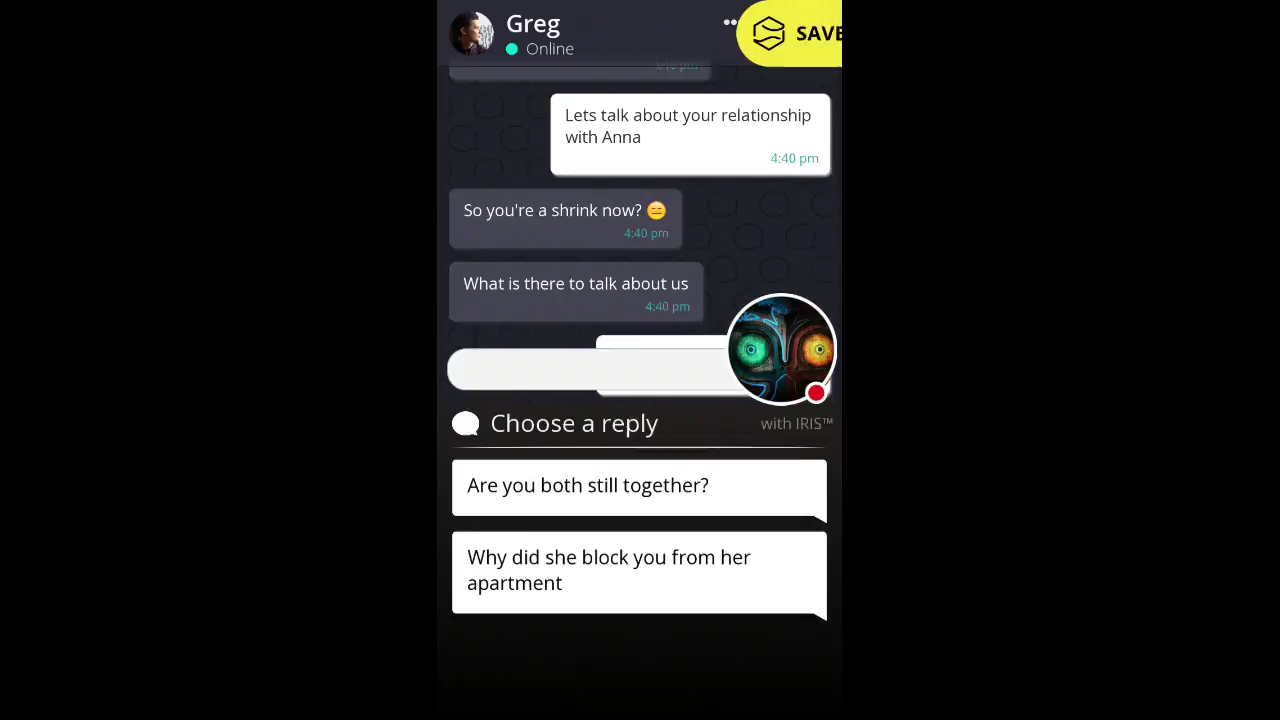 Greg
Online
SAVE
Lets talk about your relationship
with Anna
4:40 pm
So you're a shrink now?
4:40 pm
What is there to talk about us
4:40 pm
Choose a reply
with IRIS™
Are you both still together?
Why did she block you from her
apartment